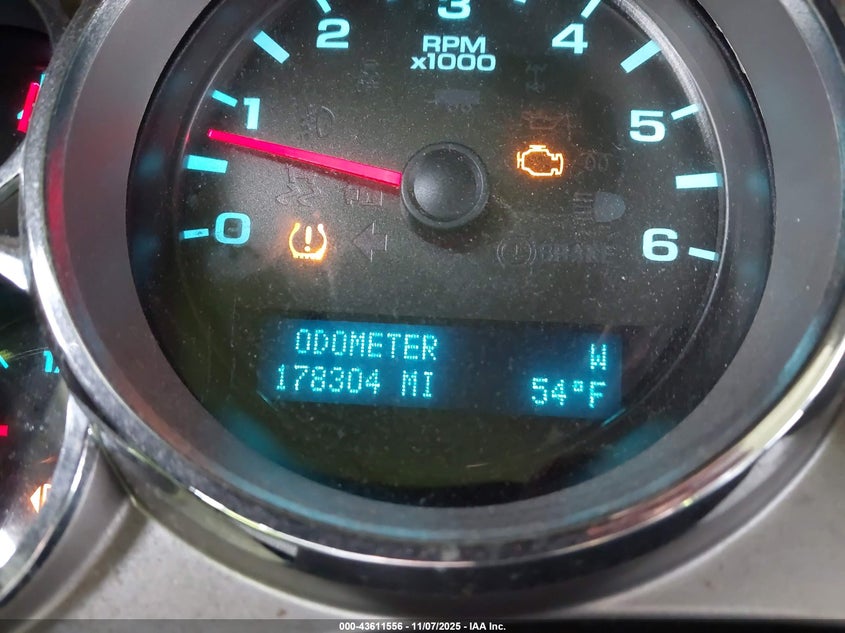 3
2
4
RPM
x1000
1
5
0
6
BRAKE
ODOMETER W
178304 MI 54°F
000-43611556 - 11/07/2025 - IAA Inc.